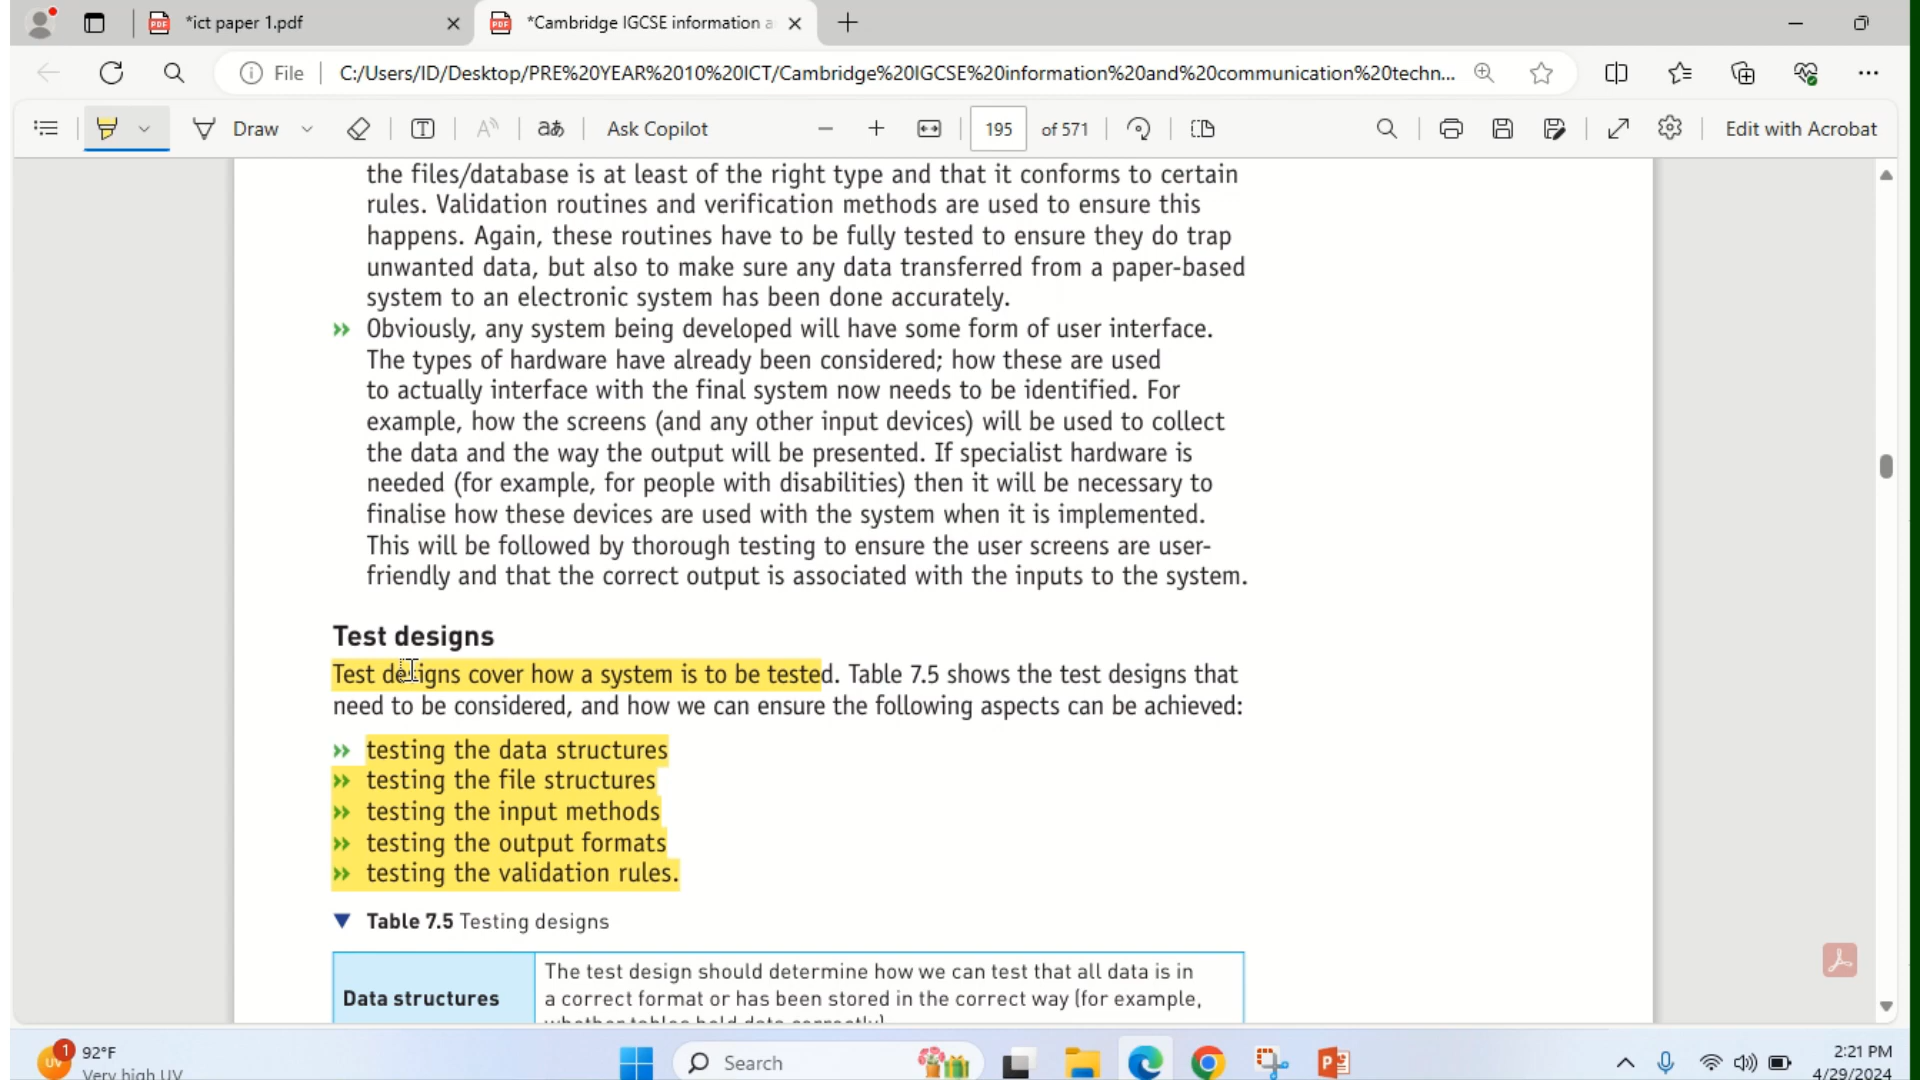 *ict paper 1.pdf
*Cambridge IGCSE information a
File
C:/Users/ID/Desktop/PRE%20YEAR%2010%20ICT/Cambridge%20IGCSE%20information%20and%20communication%20techn...
Draw
Ask Copilot
195
of 571
Edit with Acrobat
the files/database is at least of the right type and that it conforms to certain
rules. Validation routines and verification methods are used to ensure this
happens. Again, these routines have to be fully tested to ensure they do trap
unwanted data, but also to make sure any data transferred from a paper-based
system to an electronic system has been done accurately.
» Obviously, any system being developed will have some form of user interface.
The types of hardware have already been considered; how these are used
to actually interface with the final system now needs to be identified. For
example, how the screens (and any other input devices) will be used to collect
the data and the way the output will be presented. If specialist hardware is
needed (for example, for people with disabilities) then it will be necessary to
finalise how these devices are used with the system when it is implemented.
This will be followed by thorough testing to ensure the user screens are user-
friendly and that the correct output is associated with the inputs to the system.
Test designs
Test designs cover how a system is to be tested. Table 7.5 shows the test designs that
need to be considered, and how we can ensure the following aspects can be achieved:
» testing the data structures
» testing the file structures
» testing the input methods
» testing the output formats
» testing the validation rules.
▼ Table 7.5 Testing designs
Data structures
The test design should determine how we can test that all data is in
a correct format or has been stored in the correct way (for example,
whether tables hold data correctly)
UV
1
92°F
Very high UV
Search
2:21 PM
4/29/2024